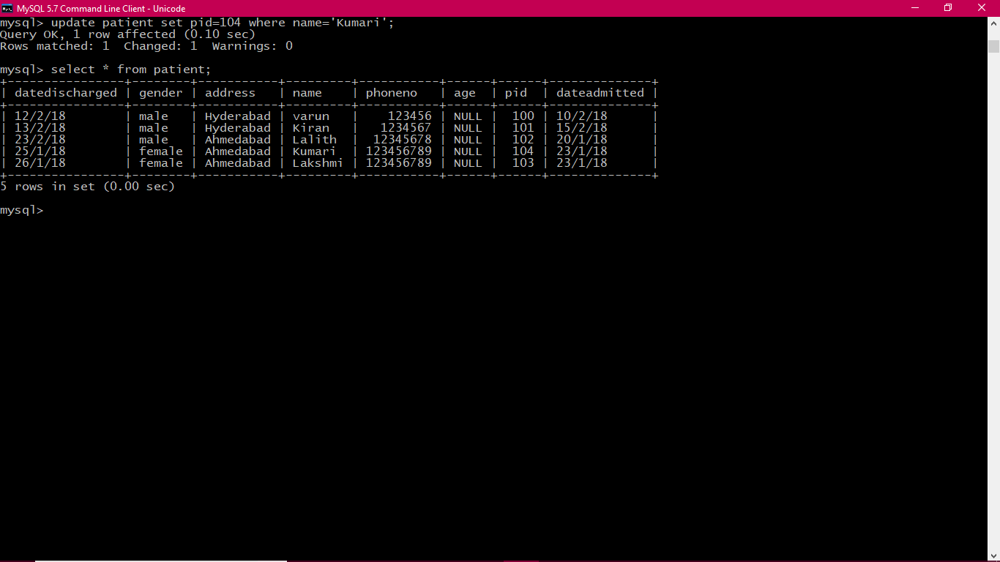 MySQL 5.7 Command Line Client - Unicode
mysql> update patient set pid=104 where name='Kumari';
Query OK, 1 row affected (0.10 sec)
Rows matched: 1  Changed: 1  Warnings: 0
mysql> select * from patient;
+----------------+--------+-----------+---------+-----------+------+------+--------------+
| datedischarged | gender | address   | name    | phoneno   | age  | pid  | dateadmitted |
+----------------+--------+-----------+---------+-----------+------+------+--------------+
| 12/2/18        | male   | Hyderabad | varun   |    123456 | NULL |  100 | 10/2/18      |
| 13/2/18        | male   | Hyderabad | Kiran   |   1234567 | NULL |  101 | 15/2/18      |
| 23/2/18        | male   | Ahmedabad | Lalith  |  12345678 | NULL |  102 | 20/1/18      |
| 25/1/18        | female | Ahmedabad | Kumari  | 123456789 | NULL |  104 | 23/1/18      |
| 26/1/18        | female | Ahmedabad | Lakshmi | 123456789 | NULL |  103 | 23/1/18      |
+----------------+--------+-----------+---------+-----------+------+------+--------------+
5 rows in set (0.00 sec)
mysql>